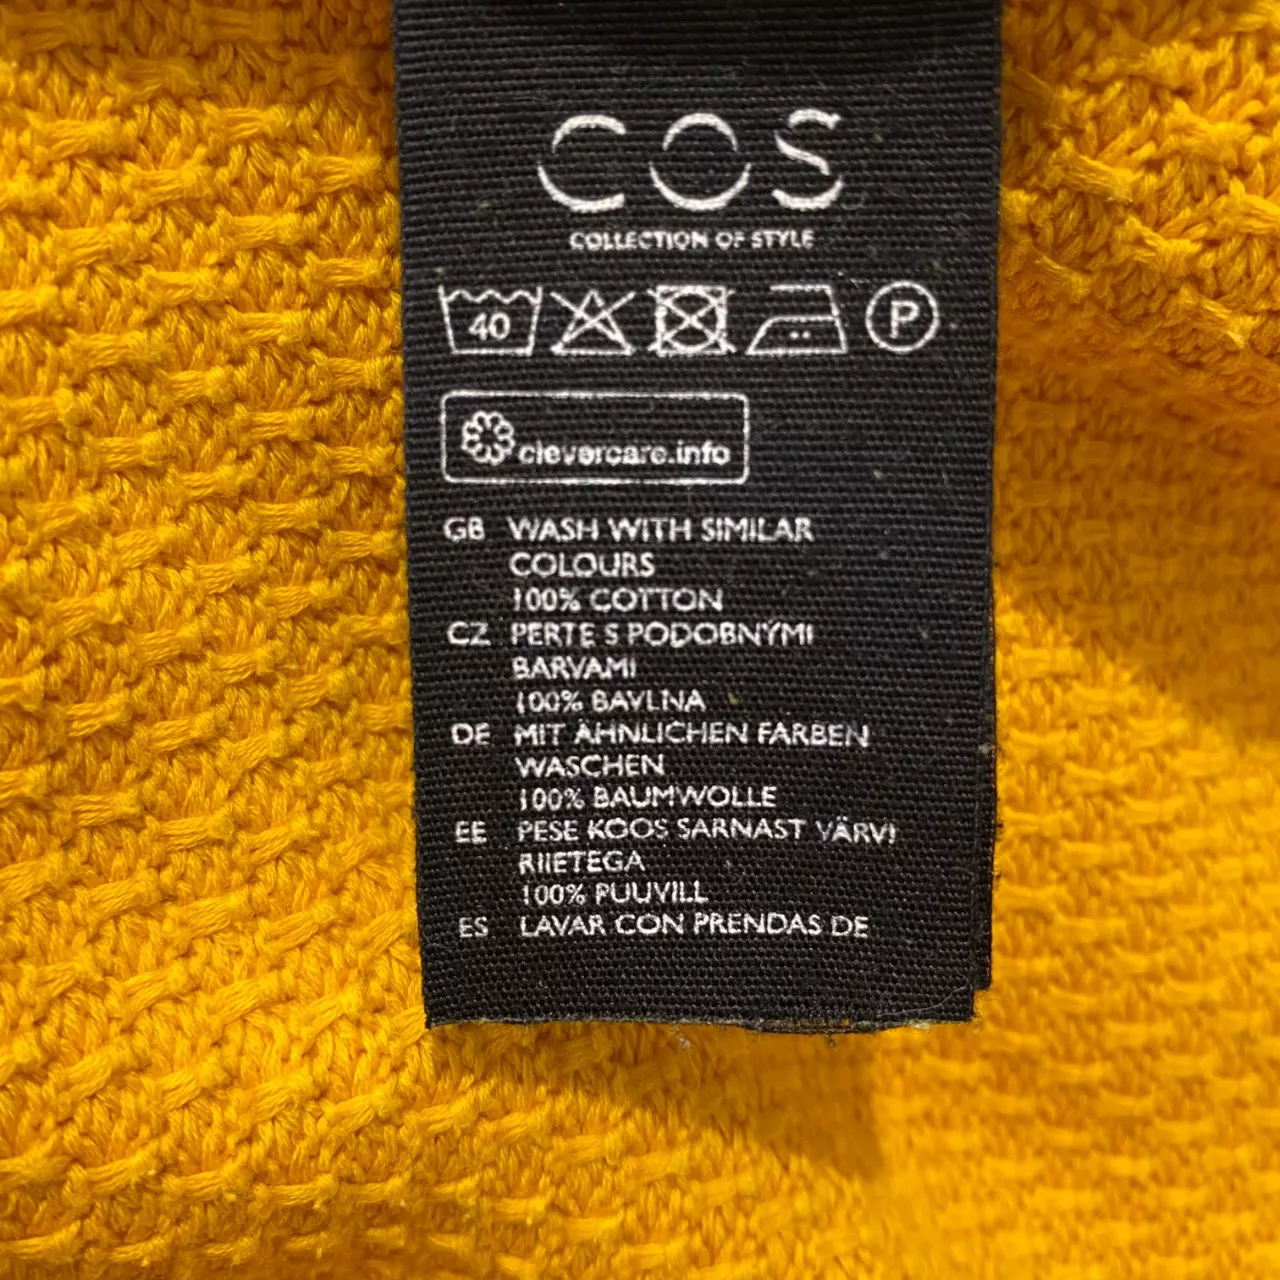 COS
COLLECTION OF STYLE
40 P
clevercare.info
GB WASH WITH SIMILAR
COLOURS
100% COTTON
CZ PERTE S PODOBNÝMI
BARVAMI
100% BAVLNA
DE MIT ÄHNLICHEN FARBEN
WASCHEN
100% BAUMWOLLE
EE PESE KOOS SARNAST VÄRVI
RIIETEGA
100% PUUVILL
ES LAVAR CON PRENDAS DE